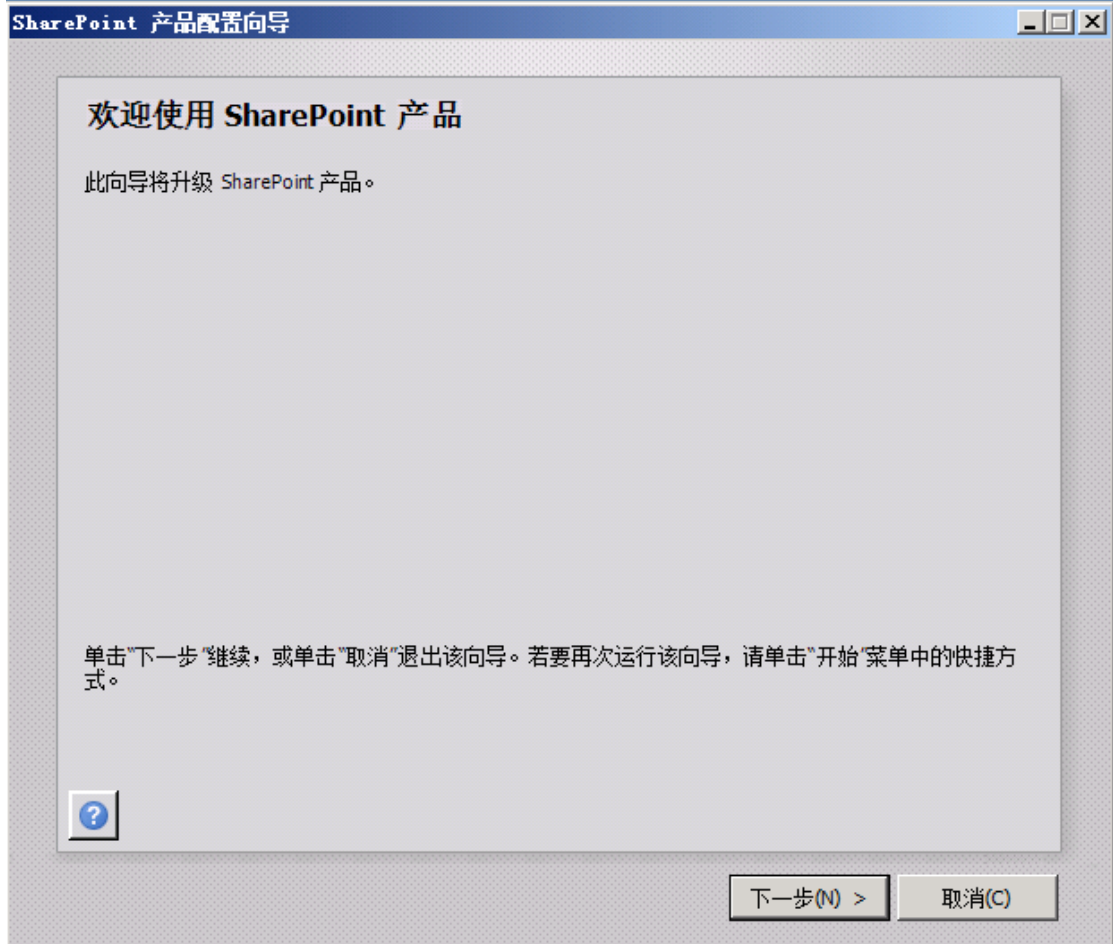 SharePoint 产品配置向导
欢迎使用 SharePoint 产品
此向导将升级 SharePoint 产品。
单击"下一步"继续，或单击"取消"退出该向导。若要再次运行该向导，请单击"开始"菜单中的快捷方
式。
下一步(N) >
取消(C)